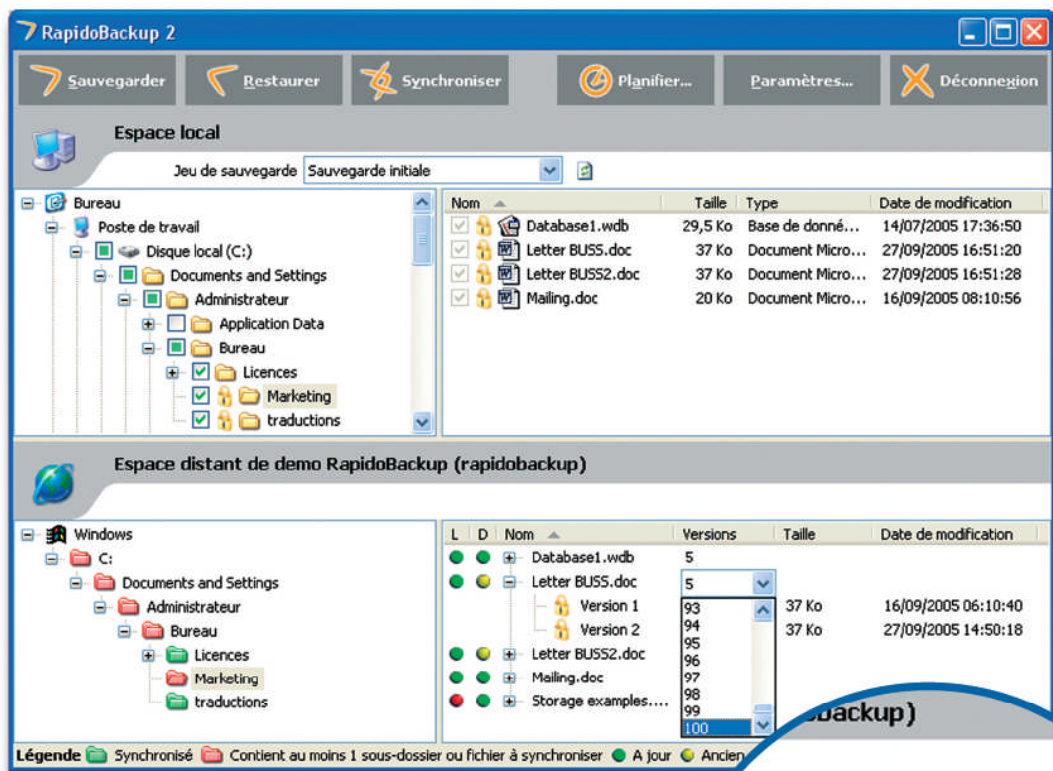 RapidoBackup 2
Sauvegarder Restaurer Synchroniser Planifier... Paramètres... Déconnexion
Espace local
Jeu de sauvegarde Sauvegarde initiale
Bureau
Poste de travail
Disque local (C:)
Documents and Settings
Administrateur
Application Data
Bureau
Licences
Marketing
traductions
Nom Taille Type Date de modification
Database1.wdb 29,5 Ko Base de donné... 14/07/2005 17:36:50
Letter BUSS.doc 37 Ko Document Micro... 27/09/2005 16:51:20
Letter BUSS2.doc 37 Ko Document Micro... 27/09/2005 16:51:28
Mailing.doc 20 Ko Document Micro... 16/09/2005 08:10:56
Espace distant de demo RapidoBackup (rapidobackup)
Windows
C:
Documents and Settings
Administrateur
Bureau
Licences
Marketing
traductions
L D Nom Versions Taille Date de modification
Database1.wdb 5
Letter BUSS.doc 5
Version 1 37 Ko 16/09/2005 06:10:40
Version 2 37 Ko 27/09/2005 14:50:18
Letter BUSS2.doc
Mailing.doc
Storage examples....
93
94
95
96
97
98
99
100
obackup)
Légende Synchronisé Contient au moins 1 sous-dossier ou fichier à synchroniser A jour Ancien